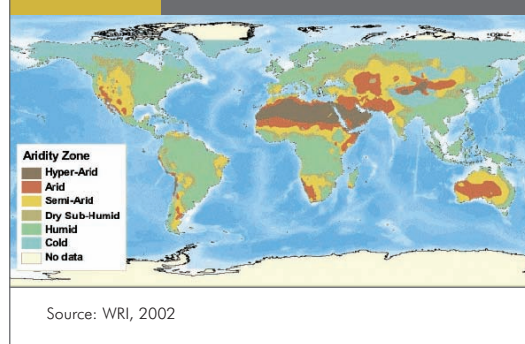 Aridity Zone
Hyper-Arid
Arid
Semi-Arid
Dry Sub-Humid
Humid
Cold
No data
Source: WRI, 2002